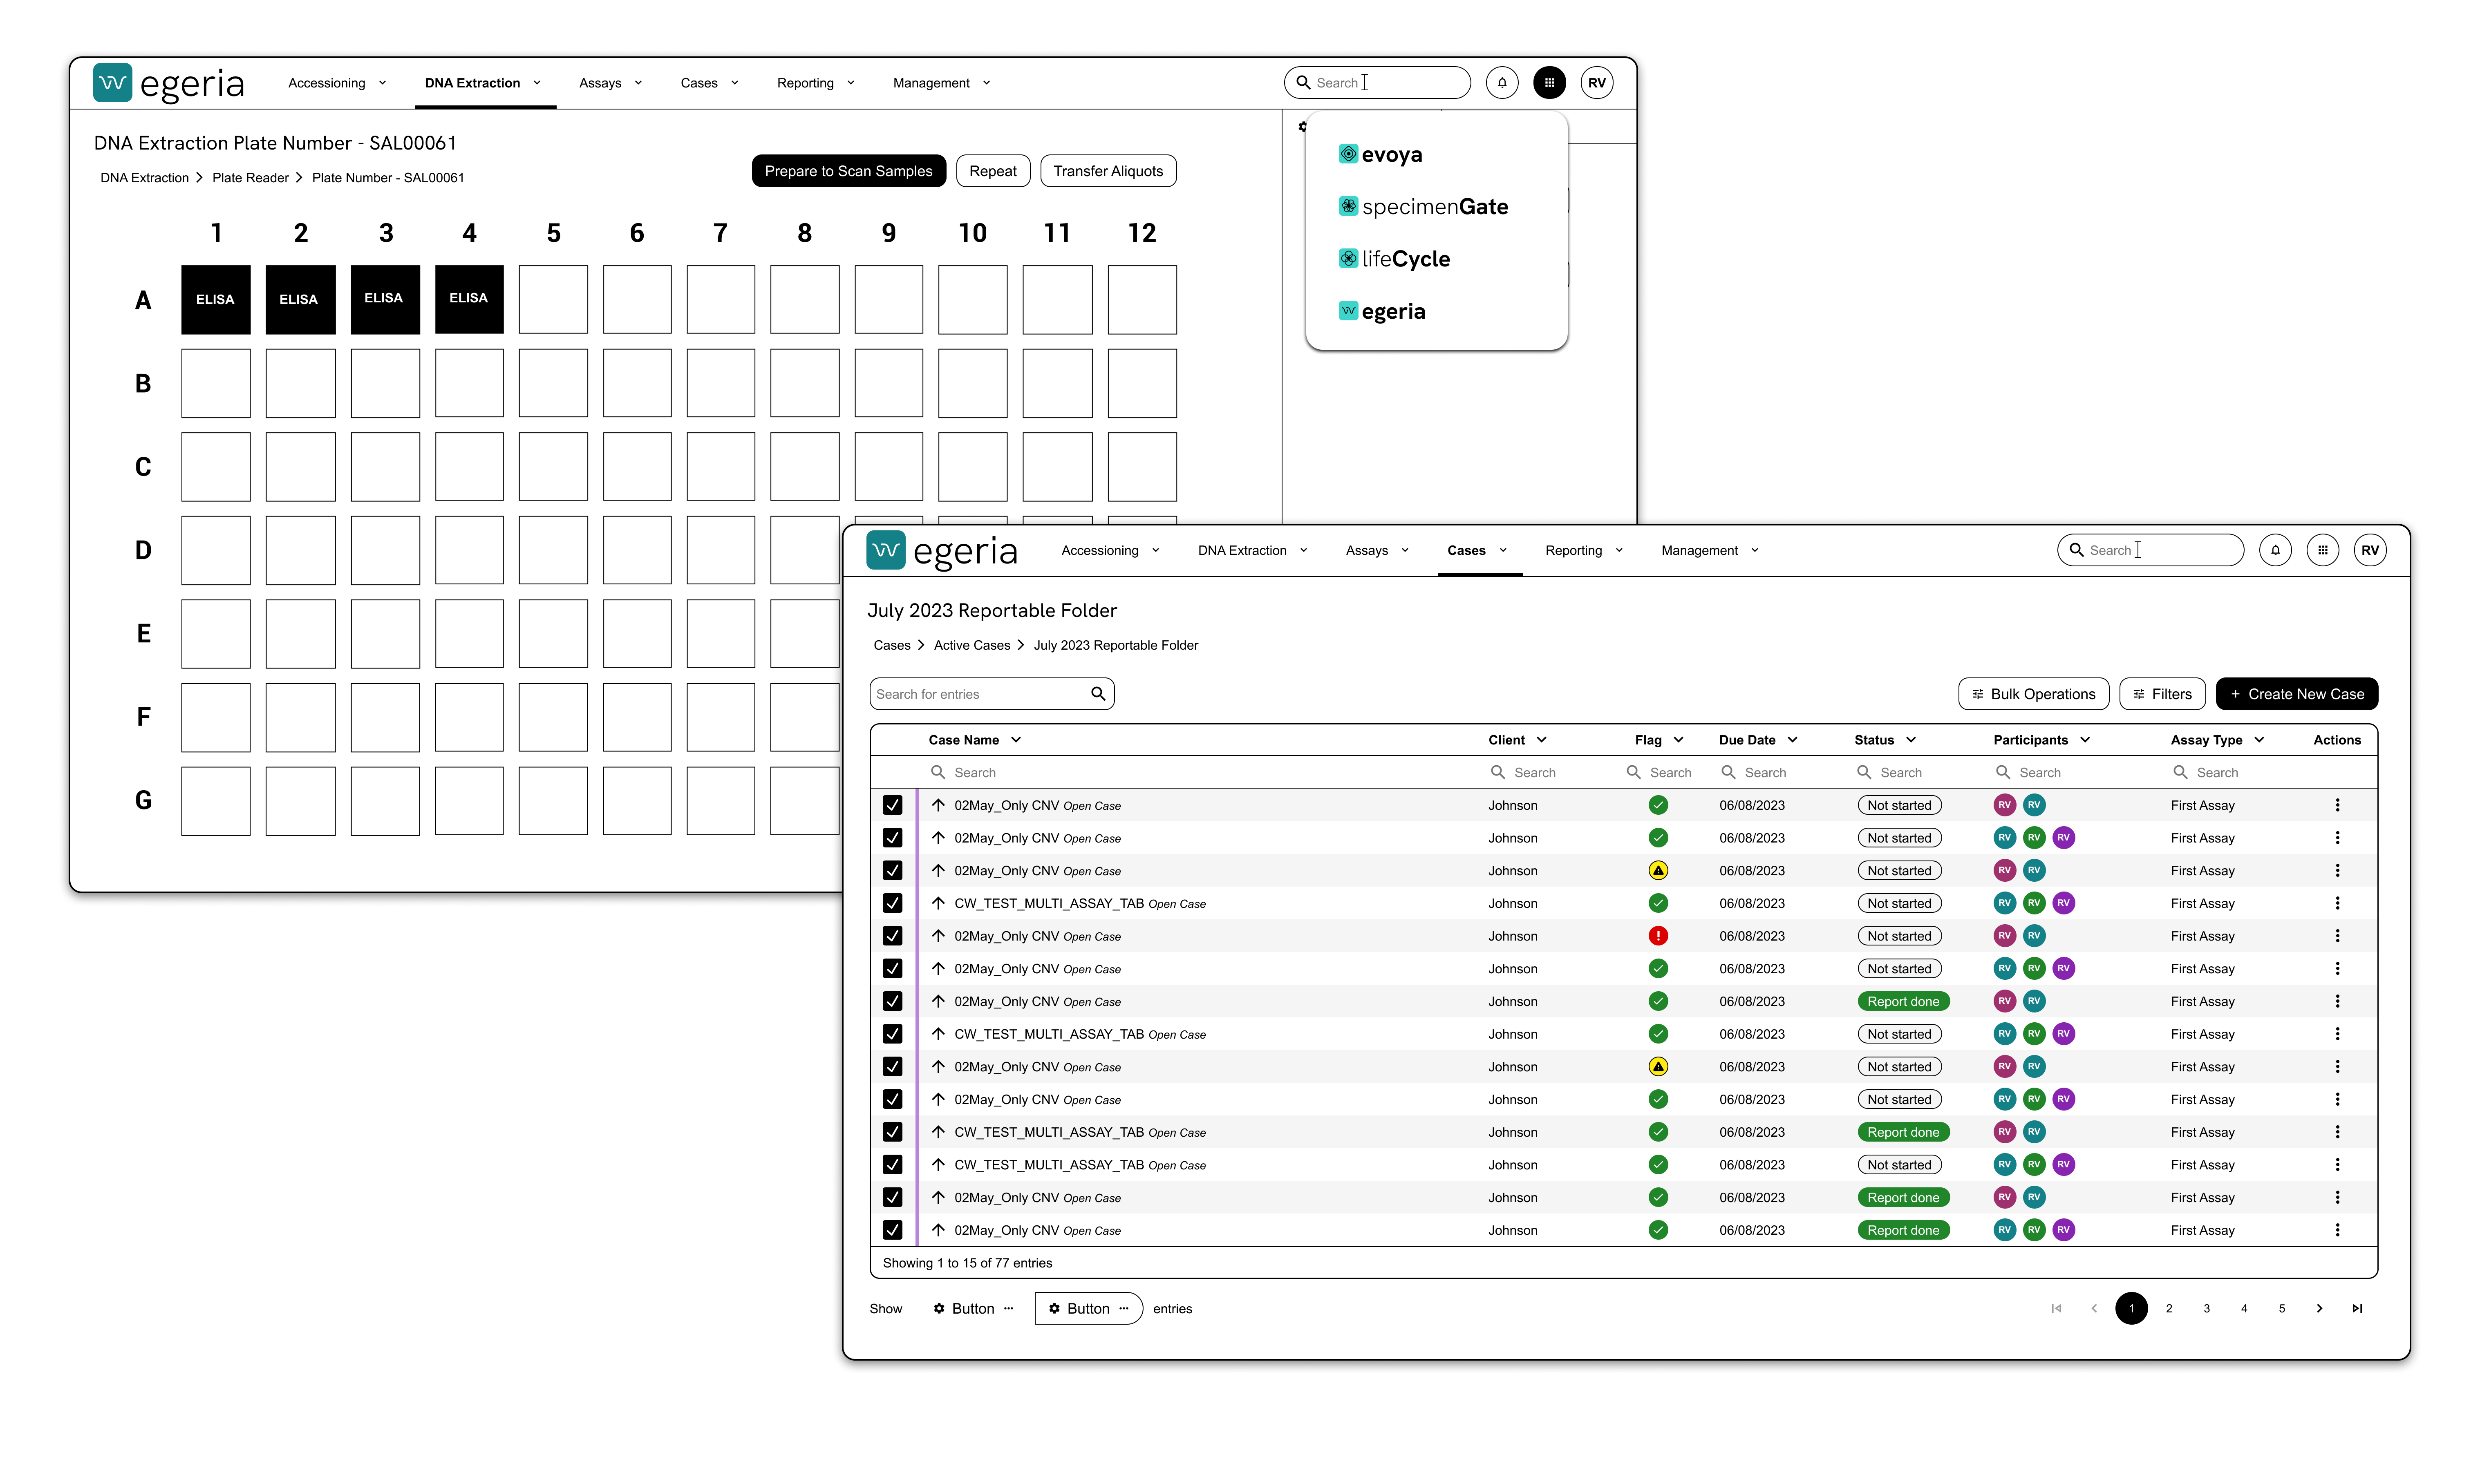 egeria Accessioning DNA Extraction Assays Cases Reporting Management Search RV
DNA Extraction Plate Number - SAL00061
DNA Extraction Plate Reader Plate Number - SAL00061
Prepare to Scan Samples Repeat Transfer Aliquots
1 2 3 4 5 6 7 8 9 10 11 12
A ELISA ELISA ELISA ELISA
B
C
D
E
F
G
evoya
specimenGate
lifeCycle
egeria
egeria Accessioning DNA Extraction Assays Cases Reporting Management Search RV
July 2023 Reportable Folder
Cases Active Cases July 2023 Reportable Folder
Search for entries Bulk Operations Filters + Create New Case
Case Name Client Flag Due Date Status Participants Assay Type Actions
Search Search Search Search Search Search Search
02May_Only CNV Open Case Johnson 06/08/2023 Not started RV RV First Assay
02May_Only CNV Open Case Johnson 06/08/2023 Not started RV RV RV First Assay
02May_Only CNV Open Case Johnson 06/08/2023 Not started RV RV First Assay
CW_TEST_MULTI_ASSAY_TAB Open Case Johnson 06/08/2023 Not started RV RV RV First Assay
02May_Only CNV Open Case Johnson 06/08/2023 Not started RV RV First Assay
02May_Only CNV Open Case Johnson 06/08/2023 Not started RV RV RV First Assay
02May_Only CNV Open Case Johnson 06/08/2023 Report done RV RV First Assay
CW_TEST_MULTI_ASSAY_TAB Open Case Johnson 06/08/2023 Not started RV RV RV First Assay
02May_Only CNV Open Case Johnson 06/08/2023 Not started RV RV First Assay
02May_Only CNV Open Case Johnson 06/08/2023 Not started RV RV RV First Assay
CW_TEST_MULTI_ASSAY_TAB Open Case Johnson 06/08/2023 Report done RV RV First Assay
CW_TEST_MULTI_ASSAY_TAB Open Case Johnson 06/08/2023 Not started RV RV RV First Assay
02May_Only CNV Open Case Johnson 06/08/2023 Report done RV RV First Assay
02May_Only CNV Open Case Johnson 06/08/2023 Report done RV RV RV First Assay
Showing 1 to 15 of 77 entries
Show Button ··· Button ··· entries 1 2 3 4 5